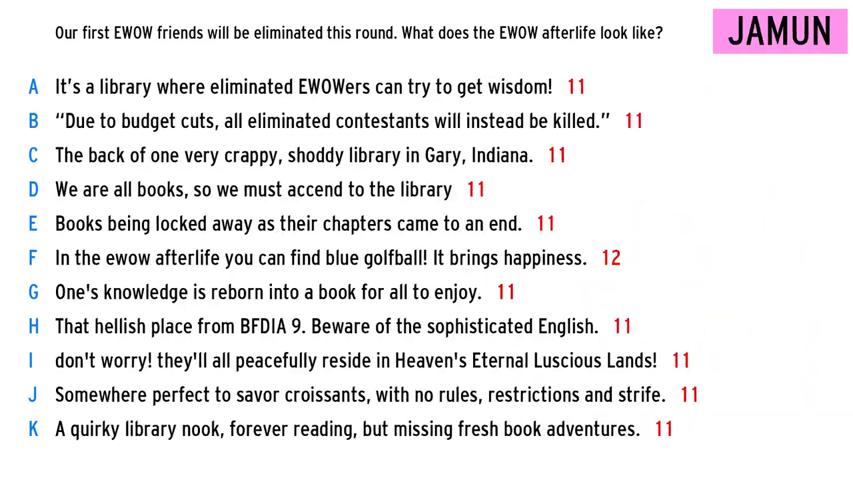 Our first EWOW friends will be eliminated this round. What does the EWOW afterlife look like?
JAMUN
A It's a library where eliminated EWOWers can try to get wisdom! 11
B “Due to budget cuts, all eliminated contestants will instead be killed.” 11
C The back of one very crappy, shoddy library in Gary, Indiana. 11
D We are all books, so we must accend to the library 11
E Books being locked away as their chapters came to an end. 11
F In the ewow afterlife you can find blue golfball! It brings happiness. 12
G One's knowledge is reborn into a book for all to enjoy. 11
H That hellish place from BFDIA 9. Beware of the sophisticated English. 11
I don't worry! they'll all peacefully reside in Heaven's Eternal Luscious Lands! 11
J Somewhere perfect to savor croissants, with no rules, restrictions and strife. 11
K A quirky library nook, forever reading, but missing fresh book adventures. 11